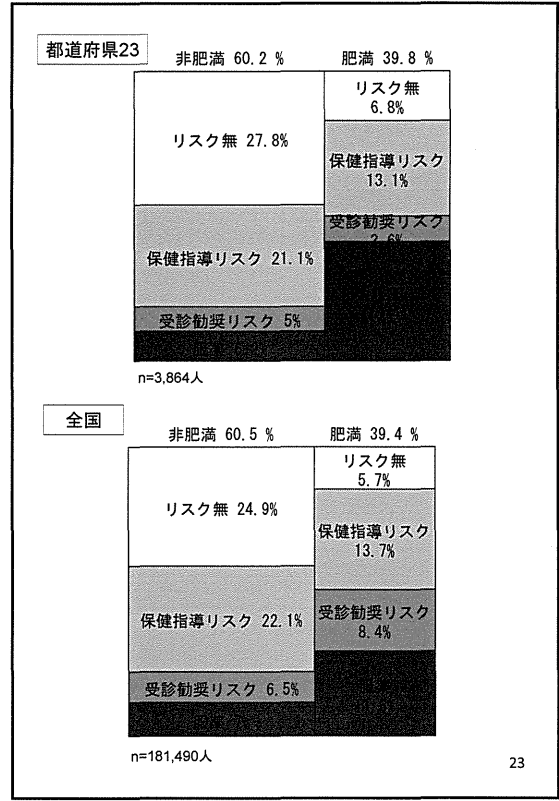 都道府県23
非肥満 60.2 %
肥満 39.8 %
リスク無 27.8%
保健指導リスク 21.1%
受診勧奨リスク 5%
リスク無
6.8%
保健指導リスク
13.1%
受診勧奨リスク
2.6%
n=3,864人
全国
非肥満 60.5 %
肥満 39.4 %
リスク無 24.9%
保健指導リスク 22.1%
受診勧奨リスク 6.5%
リスク無
5.7%
保健指導リスク
13.7%
受診勧奨リスク
8.4%
n=181,490人
23